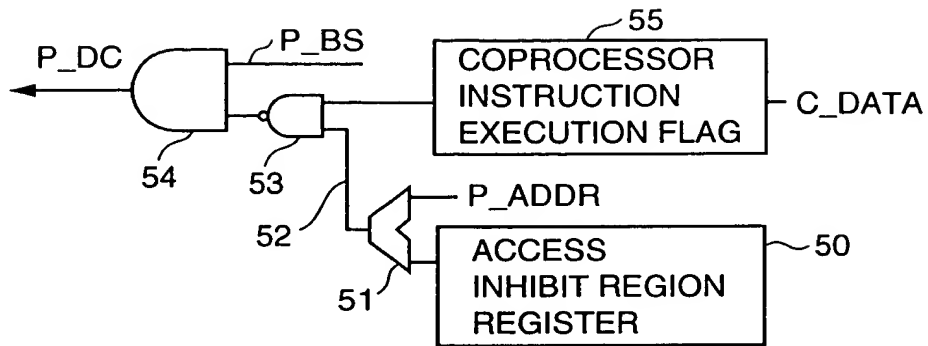 55
P_DC
P_BS
COPROCESSOR
INSTRUCTION
EXECUTION FLAG
C_DATA
54
53
52
P_ADDR
51
50
ACCESS
INHIBIT REGION
REGISTER